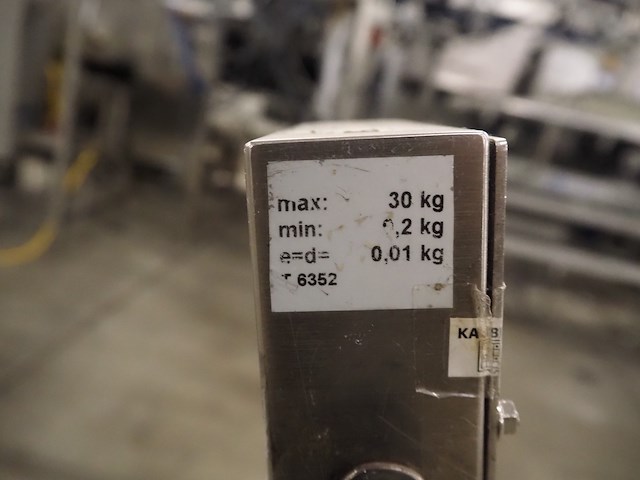 max: 30 kg
min: 0,2 kg
e=d= 0,01 kg
T 6352